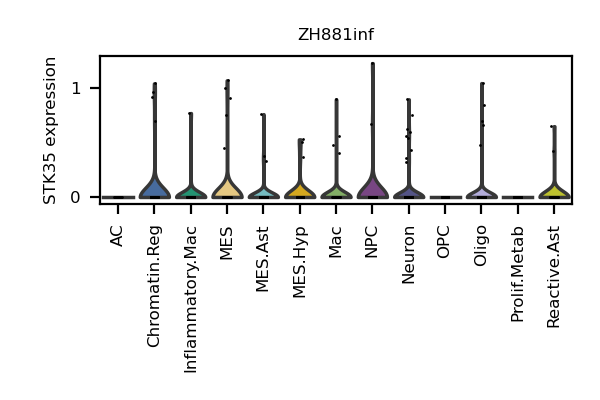 ZH881inf
STK35 expression
1
0
AC
Chromatin.Reg
Inflammatory.Mac
MES
MES.Ast
MES.Hyp
Mac
NPC
Neuron
OPC
Oligo
Prolif.Metab
Reactive.Ast